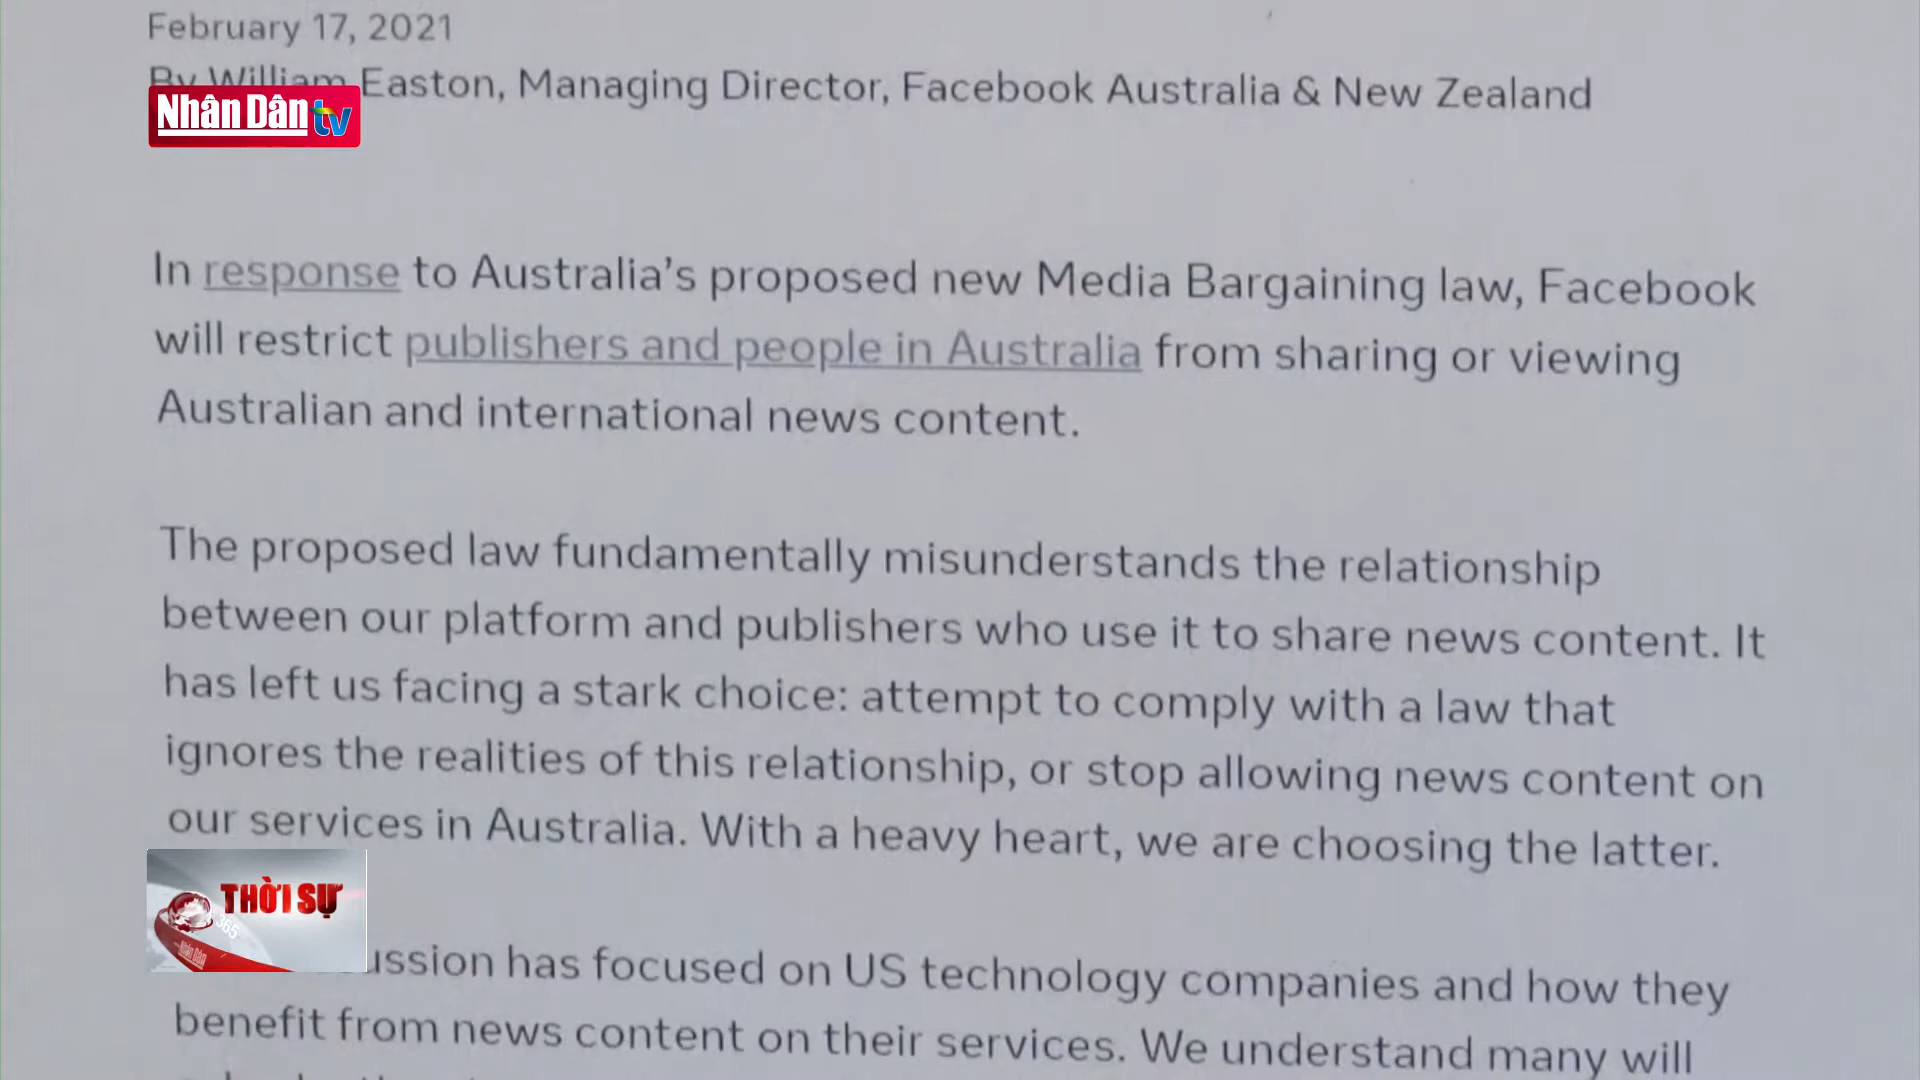 February 17, 2021
By William Easton, Managing Director, Facebook Australia & New Zealand
Nhân Dân tv
In response to Australia's proposed new Media Bargaining law, Facebook
will restrict publishers and people in Australia from sharing or viewing
Australian and international news content.
The proposed law fundamentally misunderstands the relationship
between our platform and publishers who use it to share news content. It
has left us facing a stark choice: attempt to comply with a law that
ignores the realities of this relationship, or stop allowing news content on
our services in Australia. With a heavy heart, we are choosing the latter.
THỜI SỰ
365
Nhân Dân
ussion has focused on US technology companies and how they
benefit from news content on their services. We understand many will